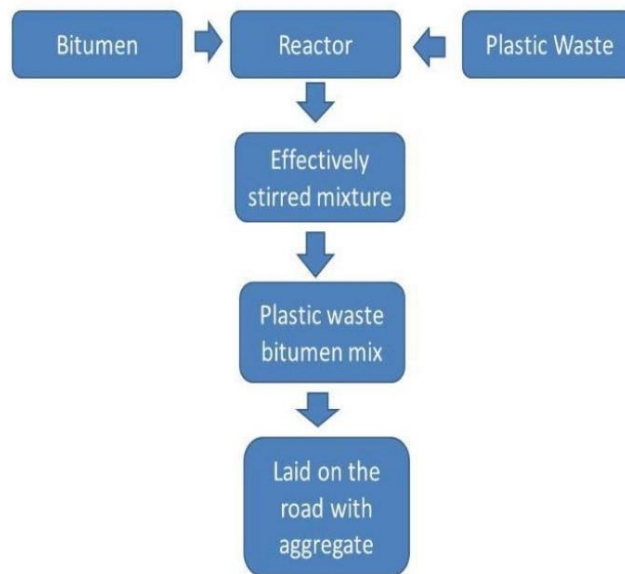 Bitumen
Reactor
Plastic Waste
Effectively
stirred mixture
Plastic waste
bitumen mix
Laid on the
road with
aggregate